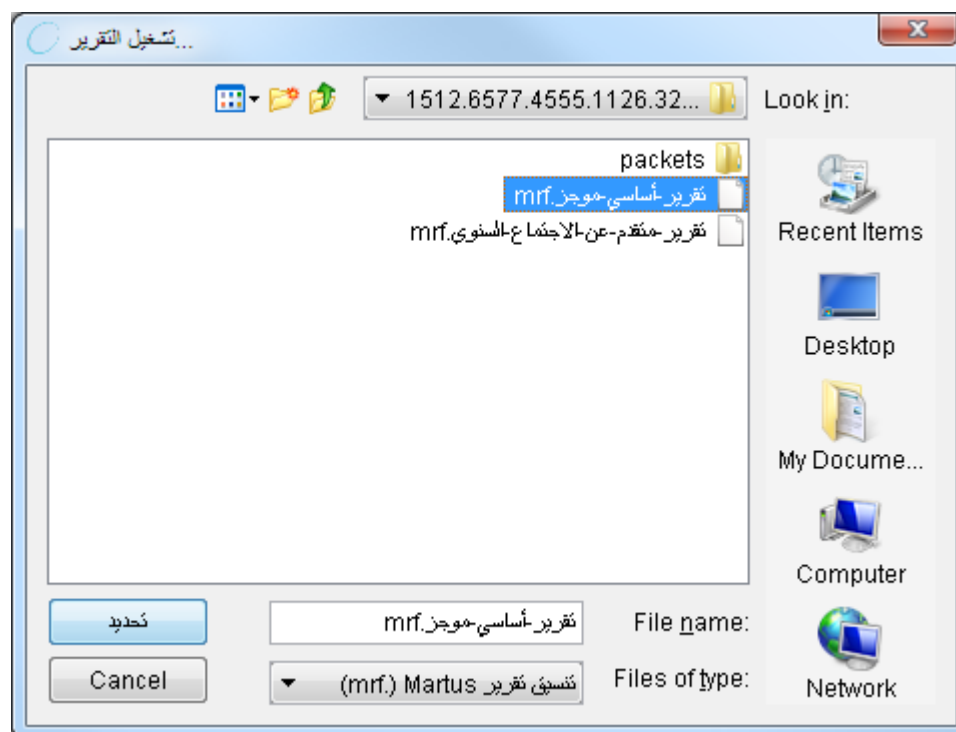 تشغيل التقرير...
Look in:
1512.6577.4555.1126.32...
packets
تقرير-أساسي-موجز.mrf
تقرير-متقدم-عن-الاجتماع-السنوي.mrf
Recent Items
Desktop
My Docume...
Computer
Network
File name:
تقرير-أساسي-موجز.mrf
تحديد
Files of type:
تنسيق تقرير Martus (.mrf)
Cancel